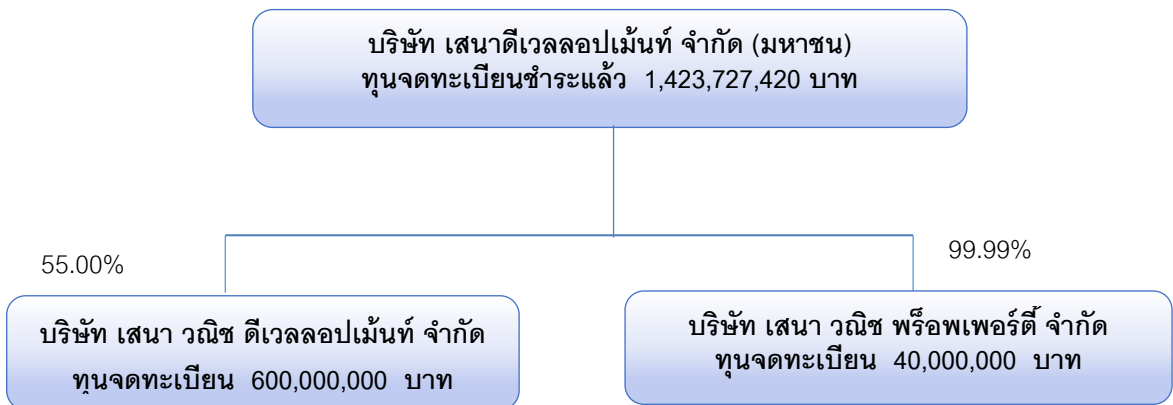 บริษัท เสนาดีเวลลอปเม้นท์ จำกัด (มหาชน)
ทุนจดทะเบียนชำระแล้ว 1,423,727,420 บาท
55.00%
99.99%
บริษัท เสนา วณิช ดีเวลลอปเม้นท์ จำกัด
ทุนจดทะเบียน 600,000,000 บาท
บริษัท เสนา วณิช พร็อพเพอร์ตี้ จำกัด
ทุนจดทะเบียน 40,000,000 บาท